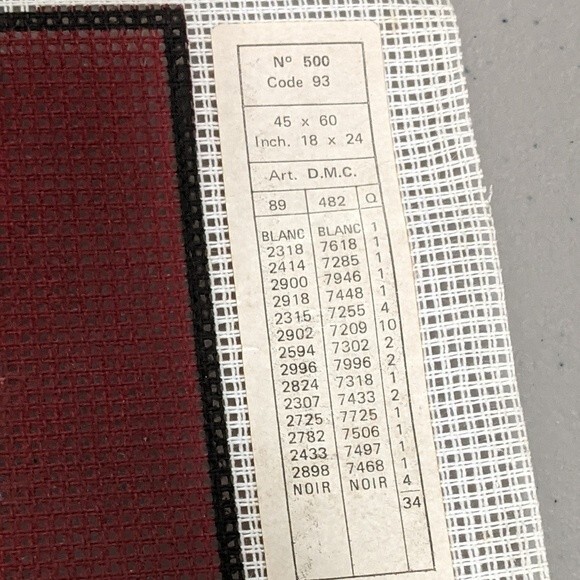 Nº 500
Code 93
45 x 60
Inch. 18 x 24
Art. D.M.C.
89 482 Q
BLANC BLANC 1
2318 7618 1
2414 7285 1
2900 7946 1
2918 7448 1
2315 7255 4
2902 7209 10
2594 7302 2
2996 7996 2
2824 7318 1
2307 7433 2
2725 7725 1
2782 7506 1
2433 7497 1
2898 7468 1
NOIR NOIR 4
34